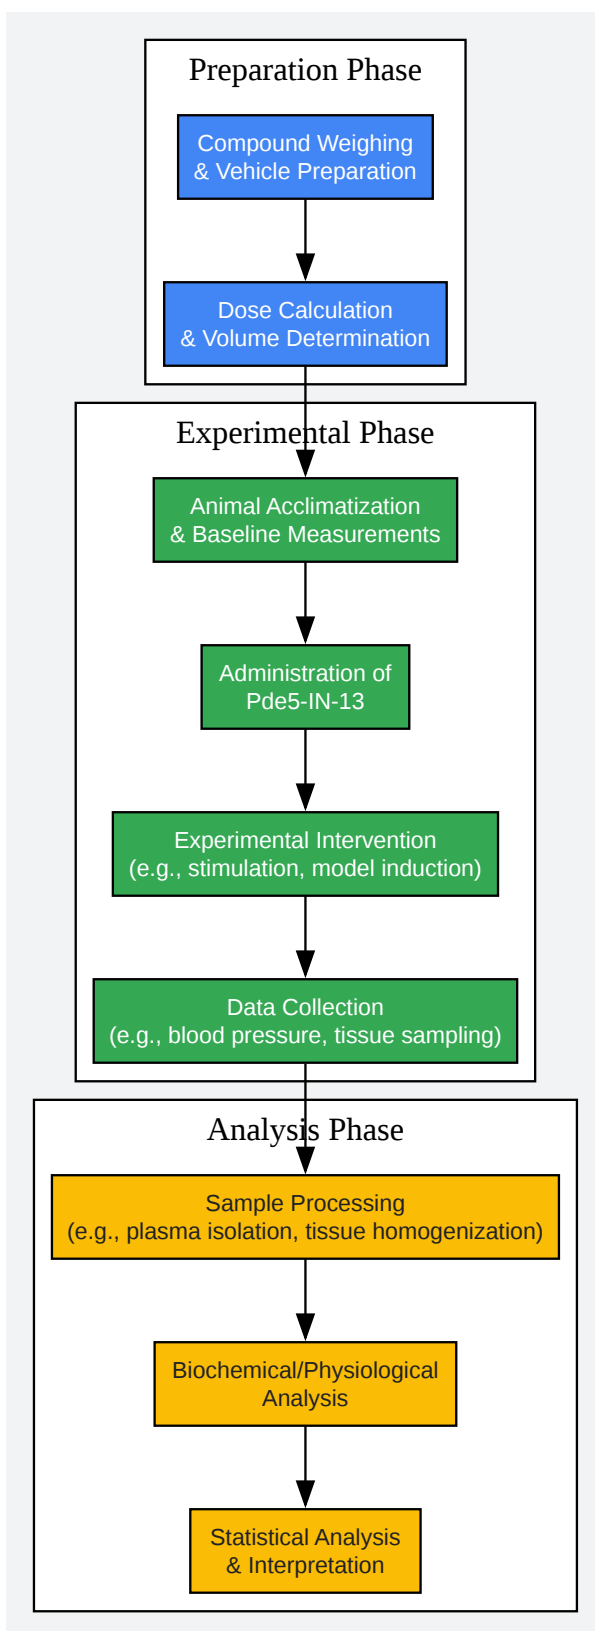 Preparation Phase
Compound Weighing
& Vehicle Preparation
Dose Calculation
& Volume Determination
Experimental Phase
Animal Acclimatization
& Baseline Measurements
Administration of
Pde5-IN-13
Experimental Intervention
(e.g., stimulation, model induction)
Data Collection
(e.g., blood pressure, tissue sampling)
Analysis Phase
Sample Processing
(e.g., plasma isolation, tissue homogenization)
Biochemical/Physiological
Analysis
Statistical Analysis
& Interpretation